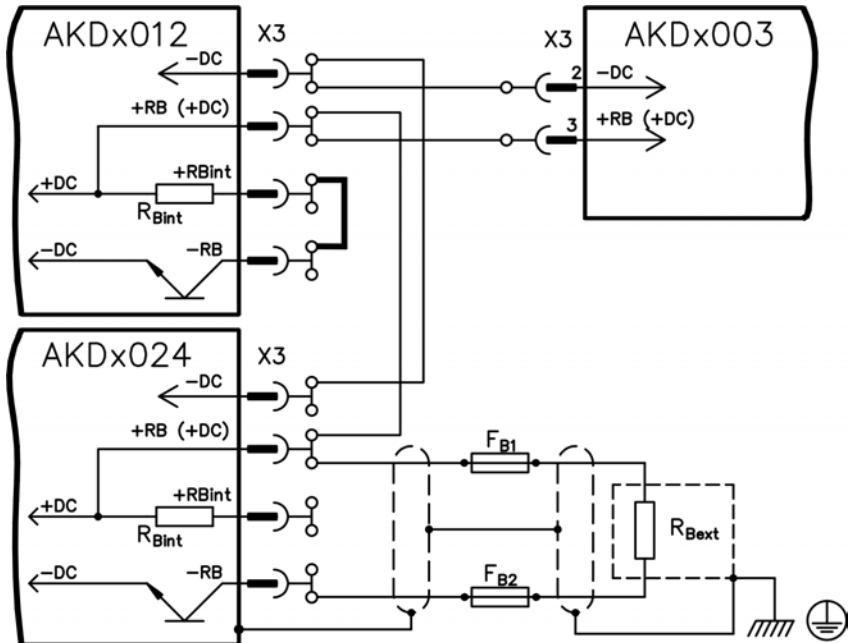 AKDx012
X3
-DC
+RB (+DC)
+DC
+RBint
RBint
-DC
-RB
X3
AKDx003
2
-DC
3
+RB (+DC)
AKDx024
X3
-DC
+RB (+DC)
+DC
+RBint
RBint
-DC
-RB
FB1
RBext
FB2